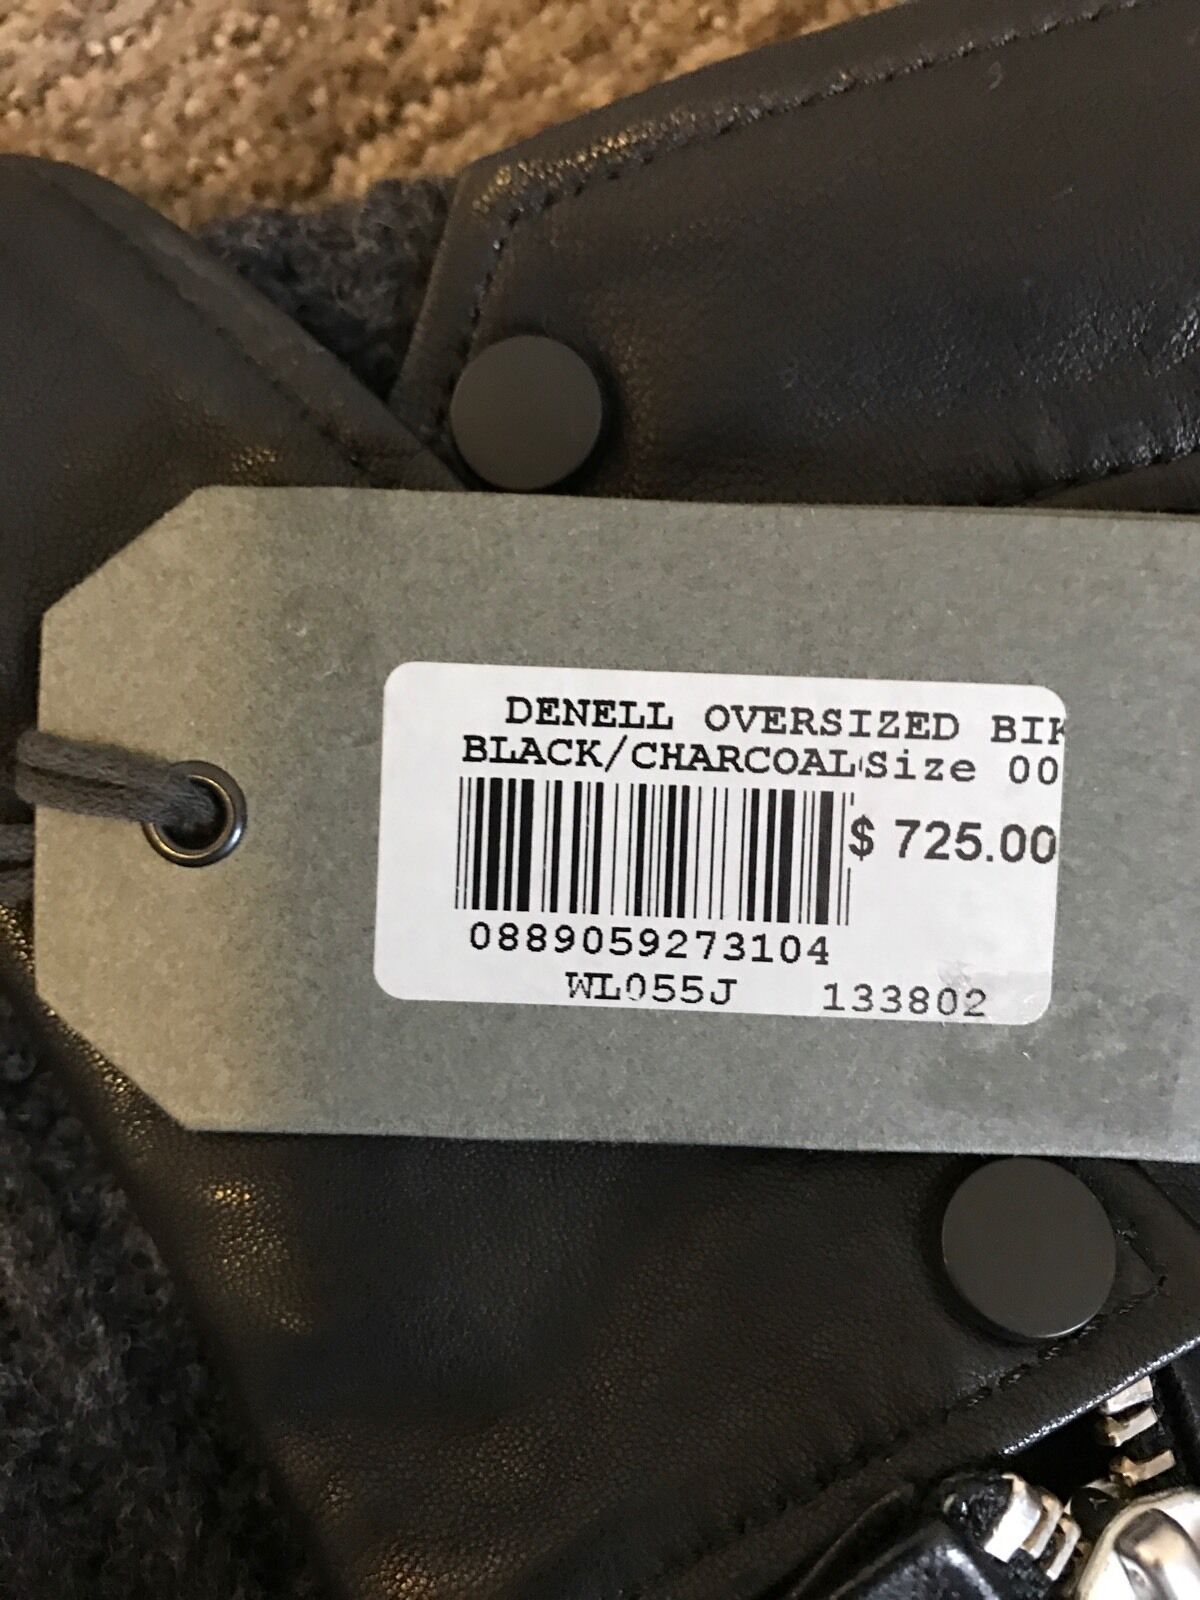 DENELL OVERSIZED BIK
BLACK/CHARCOAL Size 00
$ 725.00
0889059273104
WL055J 133802